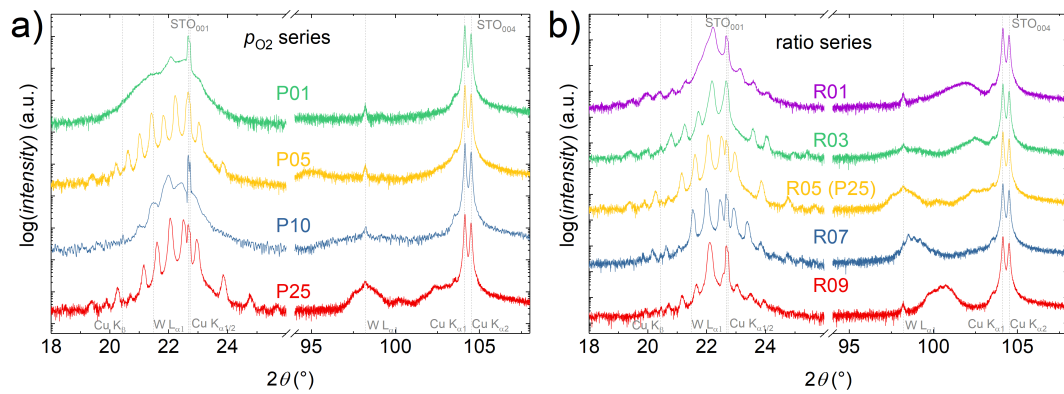 a)
STO001
STO004
pO2 series
P01
P05
P10
P25
log(intensity) (a.u.)
Cu Kβ
W Lα1
Cu Kα1/2
W Lα1
Cu Kα1
Cu Kα2
18 20 22 24 95 100 105
2θ (°)
b)
STO001
STO004
ratio series
R01
R03
R05 (P25)
R07
R09
log(intensity) (a.u.)
Cu Kβ
W Lα1
Cu Kα1/2
Cu Kα1
Cu Kα2
18 20 22 24 95 100 105
2θ (°)